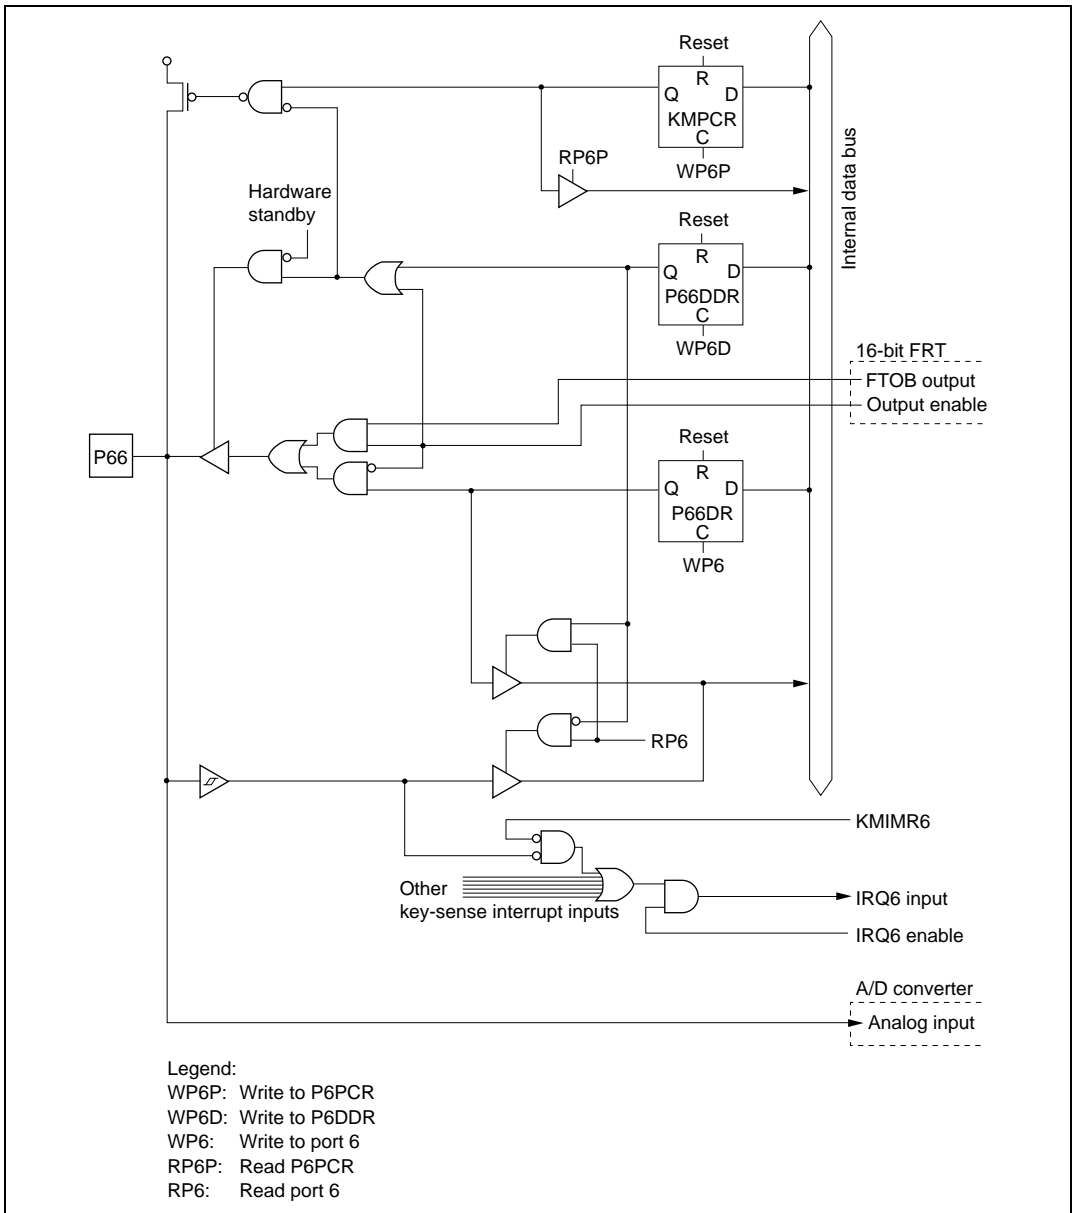 Reset
R
Q D
KMPCR
C
WP6P
RP6P
Hardware
standby
Internal data bus
Reset
R
Q D
P66DDR
C
WP6D
16-bit FRT
FTOB output
Output enable
P66
Reset
R
Q D
P66DR
C
WP6
RP6
KMIMR6
Other
key-sense interrupt inputs
IRQ6 input
IRQ6 enable
A/D converter
Analog input
Legend:
WP6P: Write to P6PCR
WP6D: Write to P6DDR
WP6: Write to port 6
RP6P: Read P6PCR
RP6: Read port 6